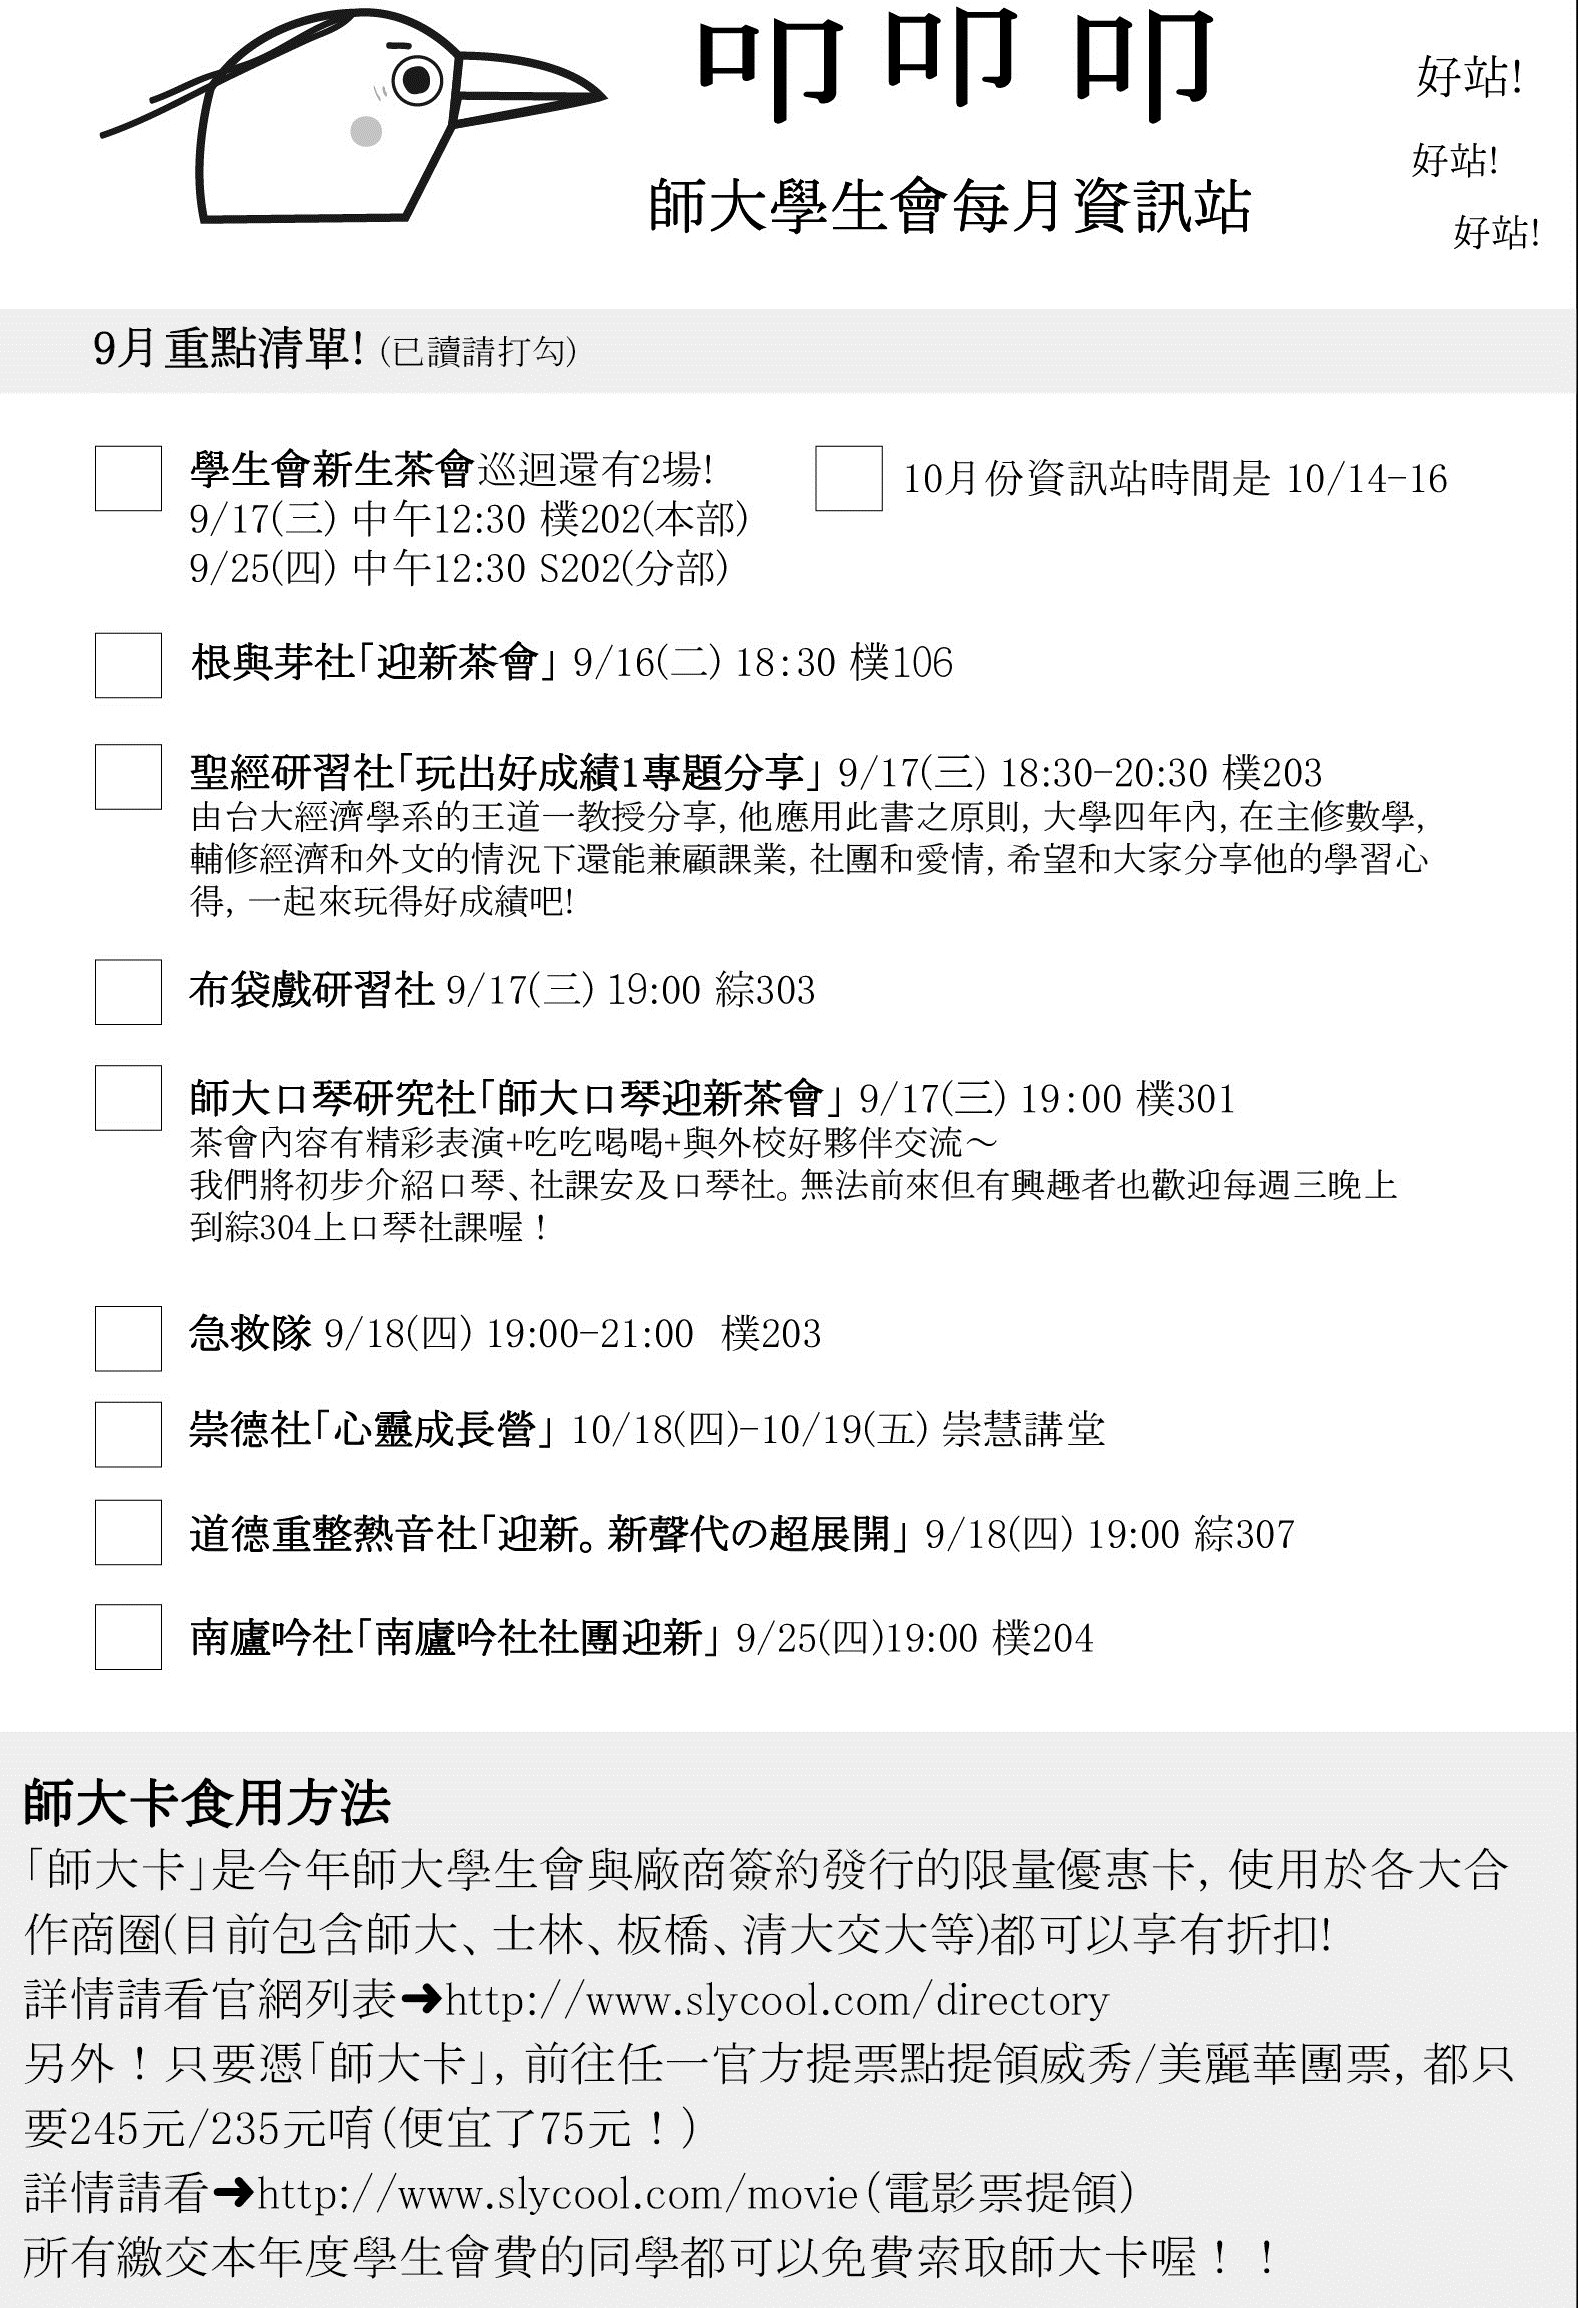 叩叩叩
師大學生會每月資訊站
好站!
好站!
好站!
9月重點清單! (已讀請打勾)
學生會新生茶會巡迴還有2場!
9/17(三) 中午12:30 樸202(本部)
9/25(四) 中午12:30 S202(分部)
10月份資訊站時間是 10/14-16
根與芽社「迎新茶會」 9/16(二) 18:30 樸106
聖經研習社「玩出好成績1專題分享」 9/17(三) 18:30-20:30 樸203
由台大經濟學系的王道一教授分享, 他應用此書之原則, 大學四年內, 在主修數學,
輔修經濟和外文的情況下還能兼顧課業, 社團和愛情, 希望和大家分享他的學習心
得, 一起來玩得好成績吧!
布袋戲研習社 9/17(三) 19:00 綜303
師大口琴研究社「師大口琴迎新茶會」 9/17(三) 19:00 樸301
茶會內容有精彩表演+吃吃喝喝+與外校好夥伴交流～
我們將初步介紹口琴、社課安及口琴社。無法前來但有興趣者也歡迎每週三晚上
到綜304上口琴社課喔！
急救隊 9/18(四) 19:00-21:00 樸203
崇德社「心靈成長營」 10/18(四)-10/19(五) 崇慧講堂
道德重整熱音社「迎新。新聲代の超展開」 9/18(四) 19:00 綜307
南廬吟社「南廬吟社社團迎新」 9/25(四)19:00 樸204
師大卡食用方法
「師大卡」是今年師大學生會與廠商簽約發行的限量優惠卡, 使用於各大合
作商圈(目前包含師大、士林、板橋、清大交大等)都可以享有折扣!
詳情請看官網列表➜http://www.slycool.com/directory
另外！只要憑「師大卡」, 前往任一官方提票點提領威秀/美麗華團票, 都只
要245元/235元唷(便宜了75元！)
詳情請看➜http://www.slycool.com/movie(電影票提領)
所有繳交本年度學生會費的同學都可以免費索取師大卡喔！！